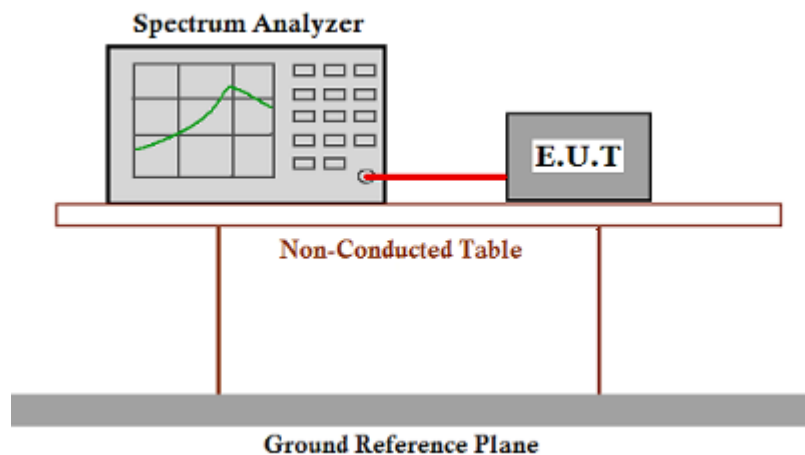 Spectrum Analyzer
E.U.T
Non-Conducted Table
Ground Reference Plane